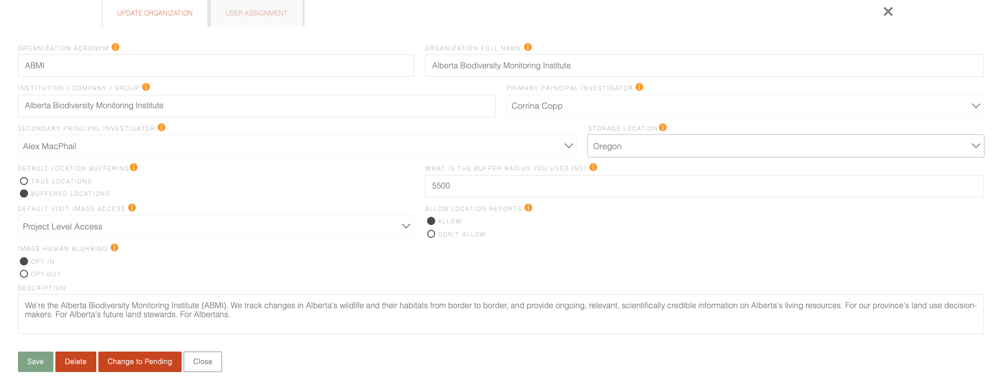 UPDATE ORGANIZATION
USER ASSIGNMENT
ORGANIZATION ACRONYM
ORGANIZATION FULL NAME
ABMI
Alberta Biodiversity Monitoring Institute
INSTITUTION / COMPANY / GROUP
PRIMARY PRINCIPAL INVESTIGATOR
Alberta Biodiversity Monitoring Institute
Corrina Copp
SECONDARY PRINCIPAL INVESTIGATOR
STORAGE LOCATION
Alex MacPhail
Oregon
DEFAULT LOCATION BUFFERING
WHAT IS THE BUFFER RADIUS YOU USED (M)?
TRUE LOCATIONS
BUFFERED LOCATIONS
5500
DEFAULT VISIT IMAGE ACCESS
ALLOW LOCATION REPORTS
Project Level Access
ALLOW
DON'T ALLOW
IMAGE HUMAN BLURRING
OPT-IN
OPT-OUT
DESCRIPTION
We're the Alberta Biodiversity Monitoring Institute (ABMI). We track changes in Alberta's wildlife and their habitats from border to border, and provide ongoing, relevant, scientifically credible information on Alberta's living resources. For our province's land use decision-
makers. For Alberta's future land stewards. For Albertans.
Save
Delete
Change to Pending
Close